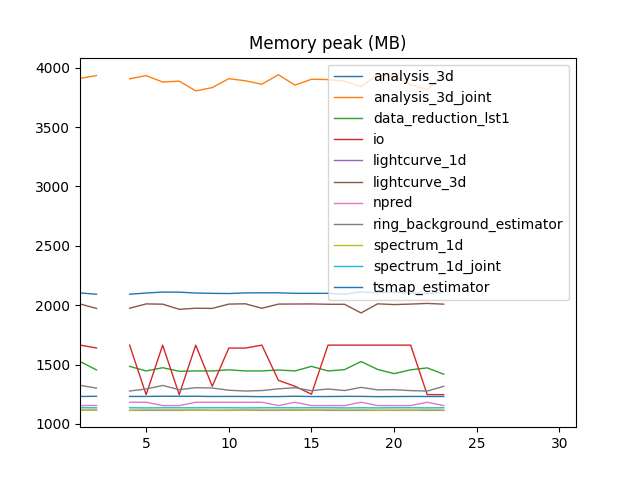 Memory peak (MB)
4000
3500
3000
2500
2000
1500
1000
analysis_3d
analysis_3d_joint
data_reduction_lst1
io
lightcurve_1d
lightcurve_3d
npred
ring_background_estimator
spectrum_1d
spectrum_1d_joint
tsmap_estimator
5 10 15 20 25 30